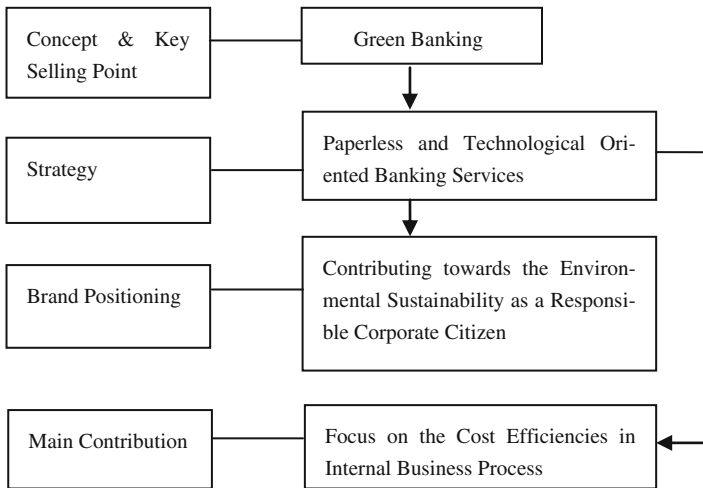 Concept & Key
Selling Point
Green Banking
Strategy
Paperless and Technological Ori-
ented Banking Services
Brand Positioning
Contributing towards the Environ-
mental Sustainability as a Responsi-
ble Corporate Citizen
Main Contribution
Focus on the Cost Efficiencies in
Internal Business Process